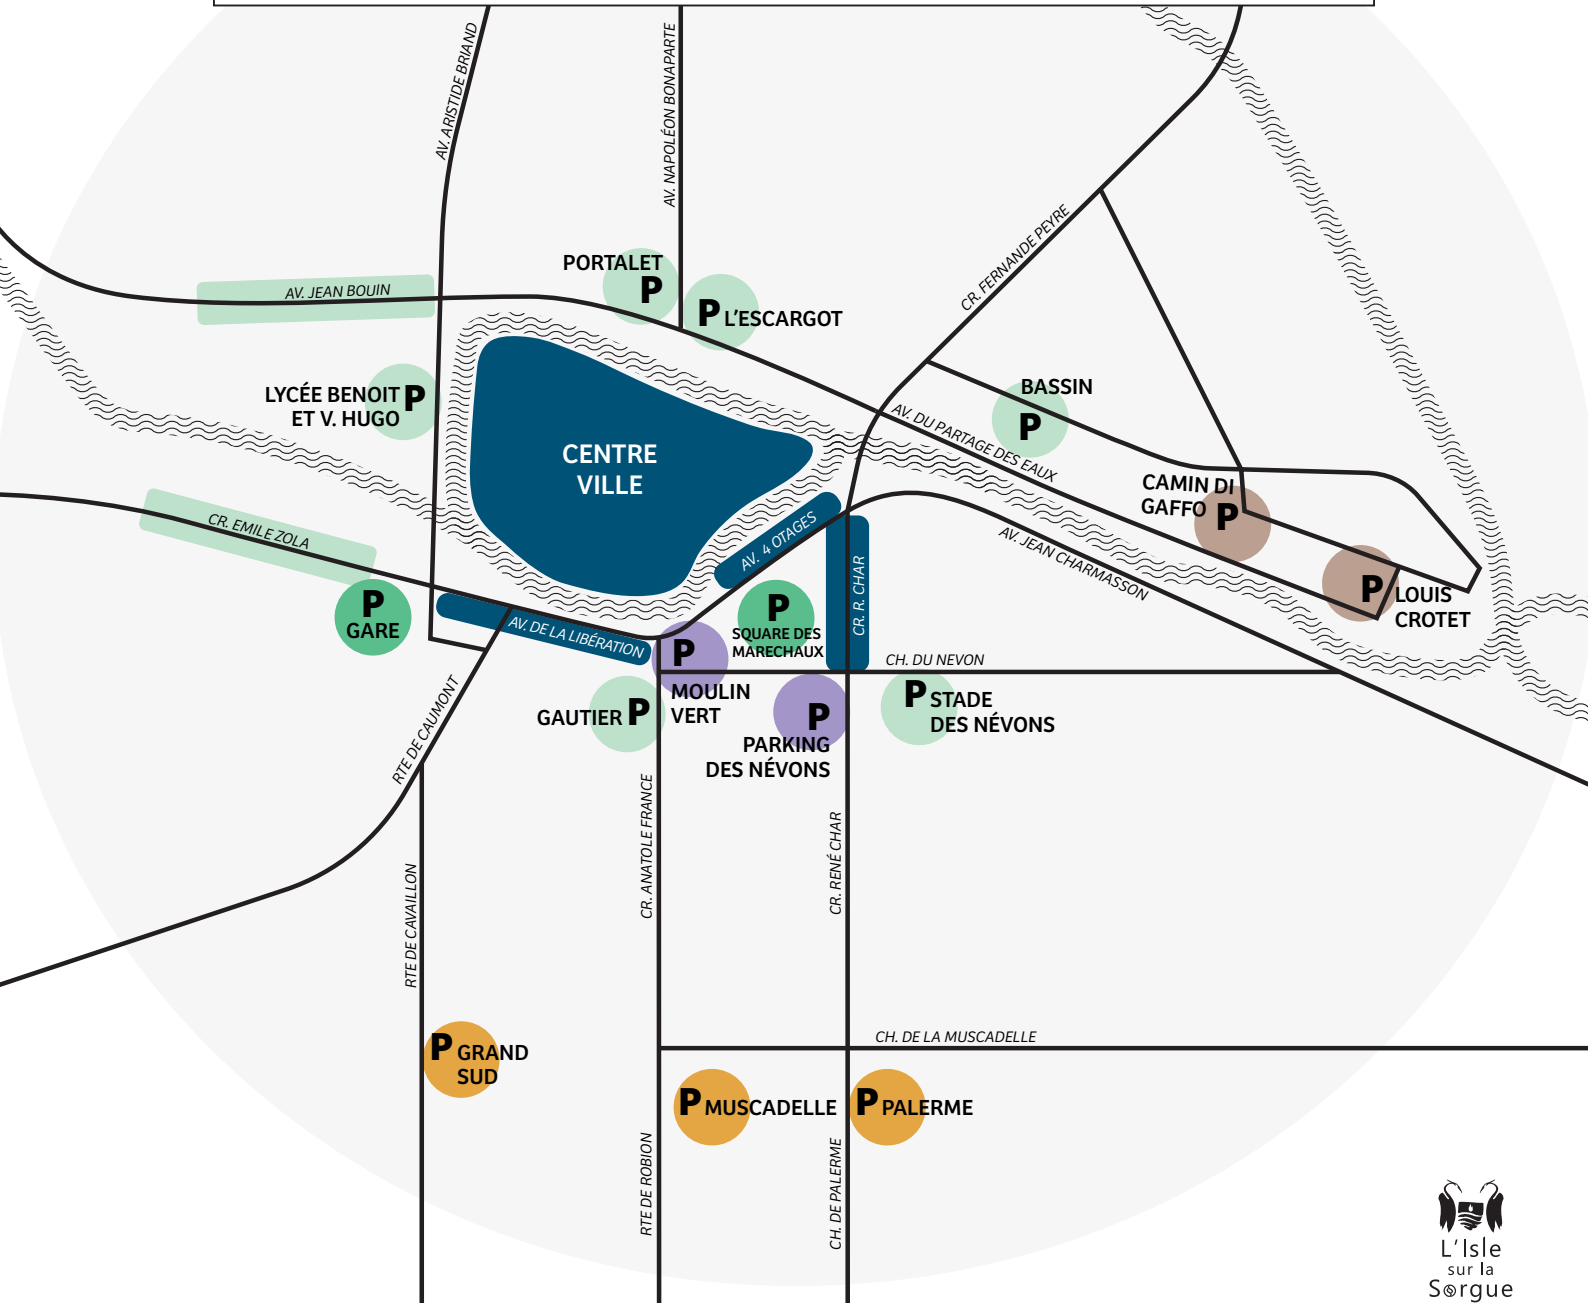 AV. ARISTIDE BRIAND
AV. NAPOLÉON BONAPARTE
CR. FERNANDE PEYRE
PORTALET
P
P L'ESCARGOT
AV. JEAN BOUIN
LYCÉE BENOIT P
ET V. HUGO
BASSIN
P
AV. DU PARTAGE DES EAUX
CENTRE
VILLE
CAMIN DI
GAFFO P
CR. EMILE ZOLA
AV. 4 OTAGES
AV. JEAN CHARMASSON
CR. R. CHAR
P
GARE
P
SQUARE DES
MARECHAUX
P LOUIS
CROTET
AV. DE LA LIBÉRATION
P
MOULIN
VERT
CH. DU NEVON
GAUTIER P
P
PARKING
DES NÉVONS
P STADE
DES NÉVONS
RTE DE CAUMONT
CR. ANATOLE FRANCE
CR. RENÉ CHAR
RTE DE CAVAILLON
CH. DE LA MUSCADELLE
P GRAND
SUD
P MUSCADELLE
P PALERME
RTE DE ROBION
CH. DE PALERME
L'Isle
sur la
Sorgue